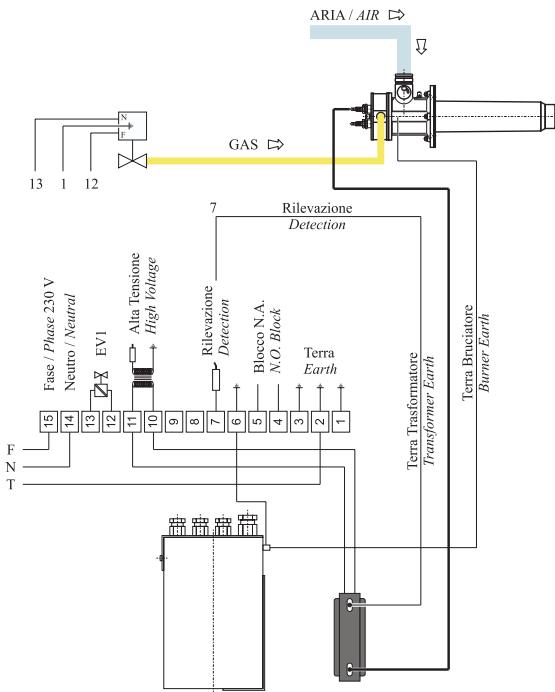 ARIA / AIR
N
F
GAS
13 1 12
7
Rilevazione
Detection
Fase / Phase 230 V
Neutro / Neutral
EV1
Alta Tensione
High Voltage
Rilevazione
Detection
Blocco N.A.
N.O. Block
Terra
Earth
Terra Trasformatore
Transformer Earth
Terra Bruciatore
Burner Earth
15 14 13 12 11 10 9 8 7 6 5 4 3 2 1
F
N
T